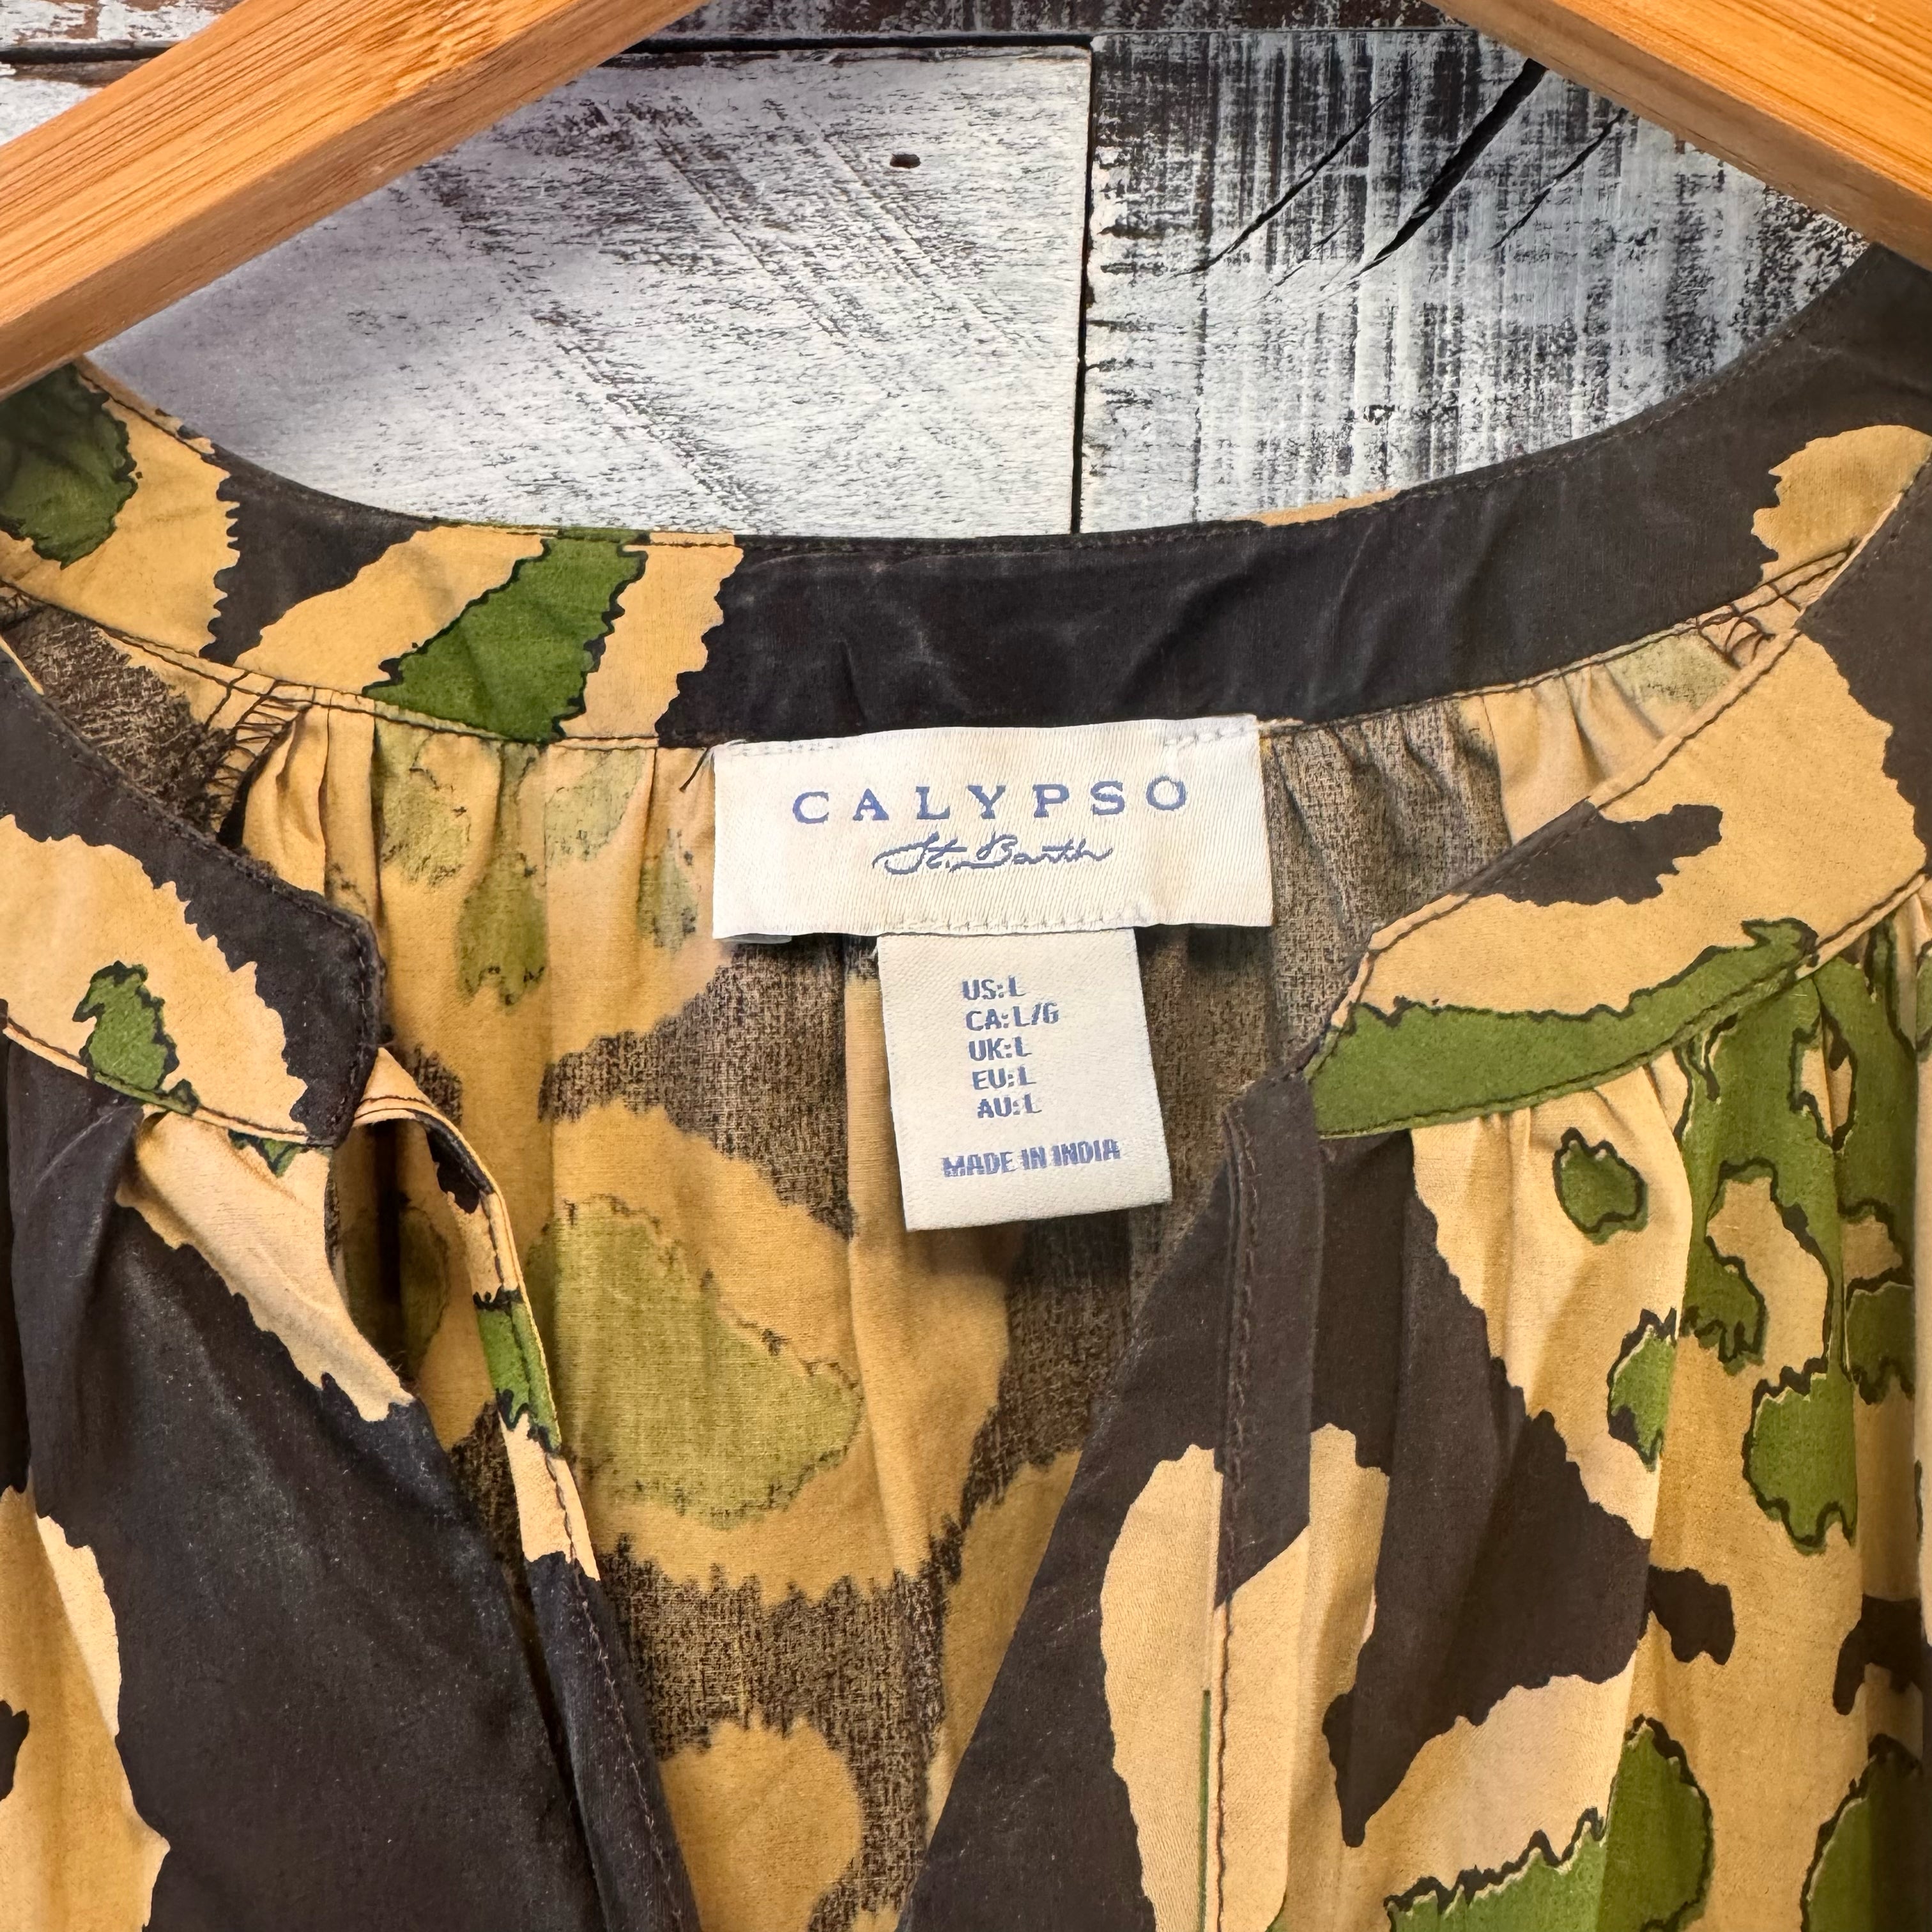 CALYPSO
St. Barth
US: L
CA: L/G
UK: L
EU: L
AU: L
MADE IN INDIA